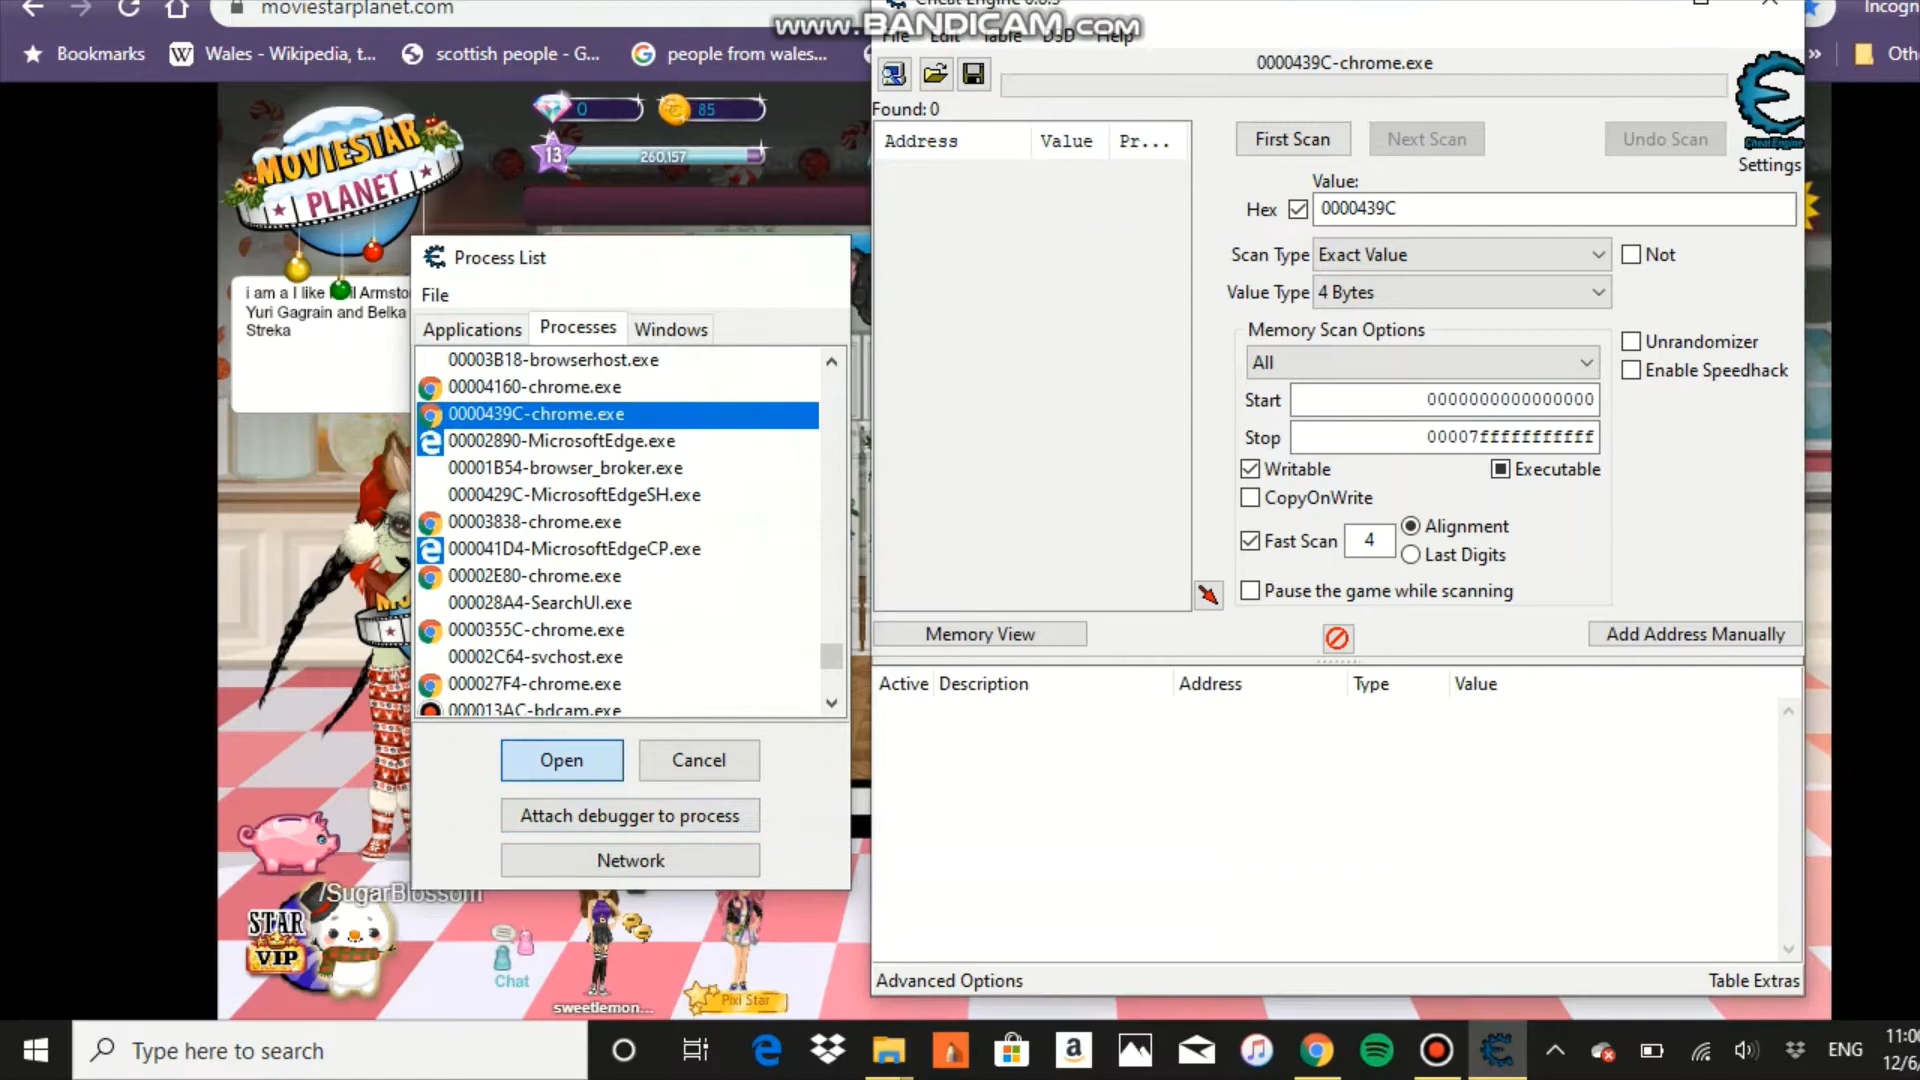 moviestarplanet.com
www.BANDICAM.com
Incogn
Bookmarks
Wales - Wikipedia, t...
scottish people - G...
people from wales...
»
Oth
File Edit Table D3D Help
0000439C-chrome.exe
Found: 0
Address Value Pr...
First Scan
Next Scan
Undo Scan
Cheat Engine
Settings
Value:
Hex 0000439C
Scan Type Exact Value
Not
Value Type 4 Bytes
Memory Scan Options
All
Unrandomizer
Enable Speedhack
Start 0000000000000000
Stop 00007fffffffffff
Writable
Executable
CopyOnWrite
Fast Scan 4
Alignment
Last Digits
Pause the game while scanning
Memory View
Add Address Manually
Active Description Address Type Value
Advanced Options
Table Extras
MOVIESTAR
PLANET
0
85
13
260,157
i am a I like
Yuri Gagrain and Belka
Streka
Process List
File
Applications Processes Windows
00003B18-browserhost.exe
00004160-chrome.exe
0000439C-chrome.exe
00002890-MicrosoftEdge.exe
00001B54-browser_broker.exe
0000429C-MicrosoftEdgeSH.exe
00003838-chrome.exe
000041D4-MicrosoftEdgeCP.exe
00002E80-chrome.exe
000028A4-SearchUI.exe
0000355C-chrome.exe
00002C64-svchost.exe
000027F4-chrome.exe
000013AC-bdcam.exe
Open
Cancel
Attach debugger to process
Network
/SugarBlossom
STAR
VIP
Chat
sweetlemon...
Pixi Star
Type here to search
ENG
11:00
12/6/